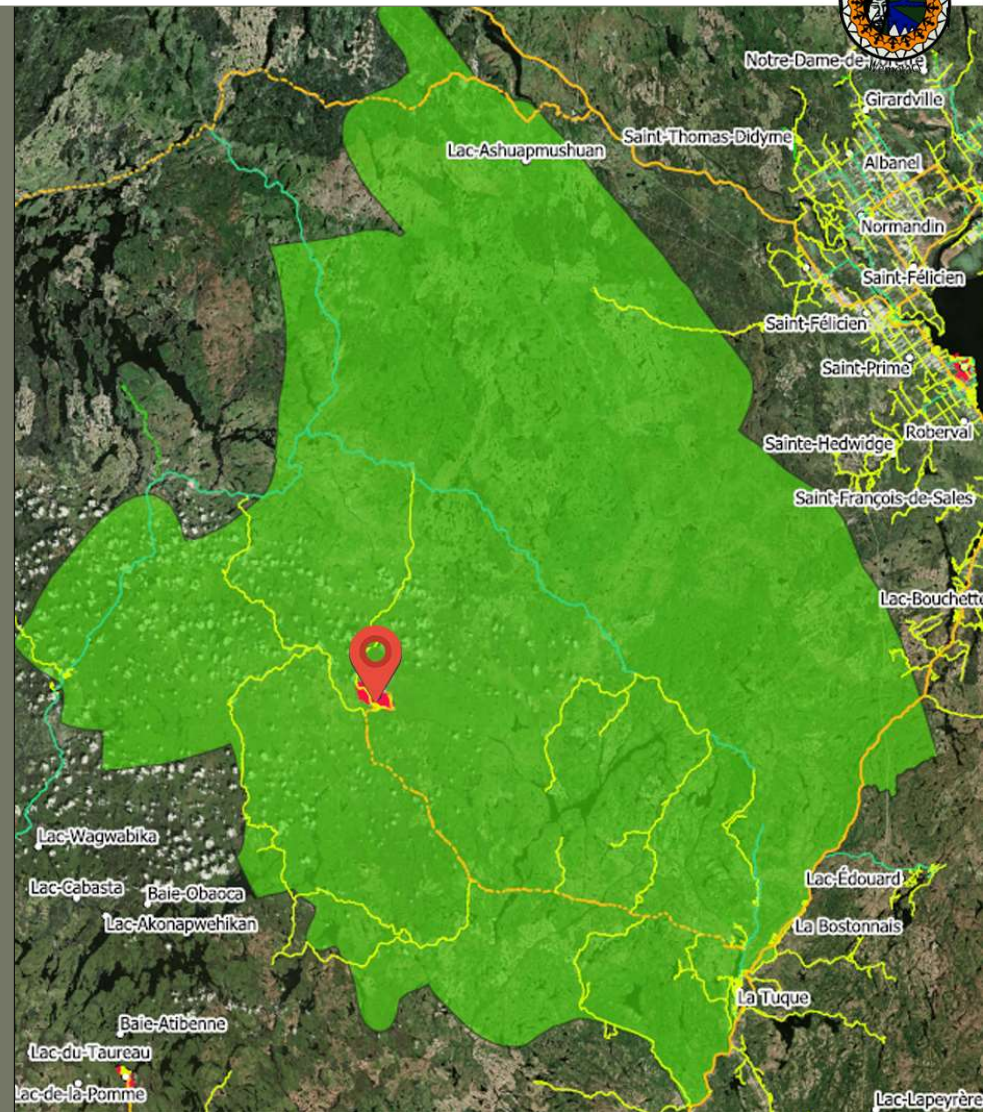 Notre-Dame-de-Lorette
Girardville
Saint-Thomas-Didyme
Lac-Ashuapmushuan
Albanel
Normandin
Saint-Félicien
Saint-Félicien
Saint-Prime
Roberval
Sainte-Hedwidge
Saint-François-de-Sales
Lac-Bouchette
Lac-Wagwabika
Lac-Édouard
Lac-Cabasta
Baie-Obaoca
Lac-Akonapwehikan
La Bostonnais
La Tuque
Baie-Atibenne
Lac-du-Taureau
Lac-de-la-Pomme
Lac-Lapeyrère